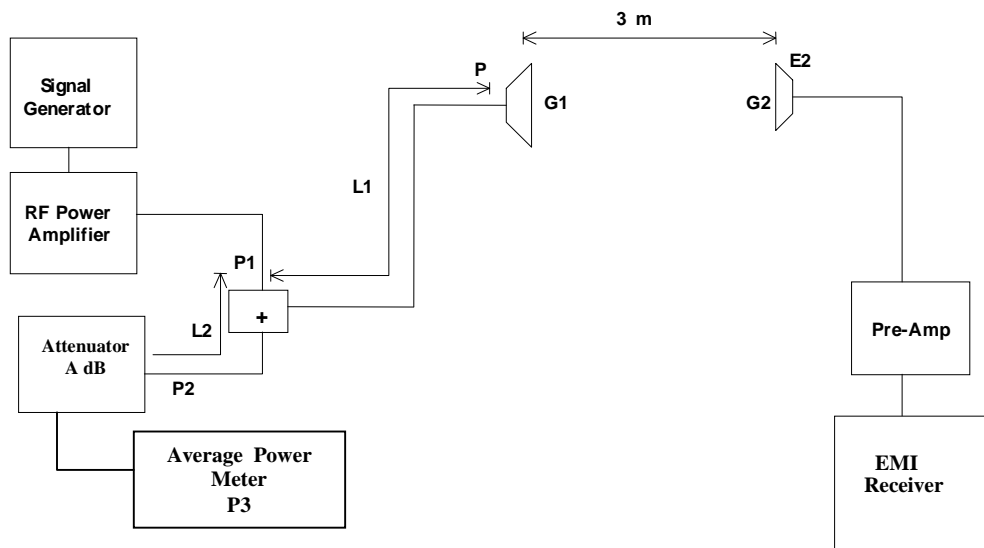 3 m
Signal
Generator
P
E2
G1
G2
L1
RF Power
Amplifier
P1
+
L2
Attenuator
A dB
P2
Pre-Amp
Average Power
Meter
P3
EMI
Receiver